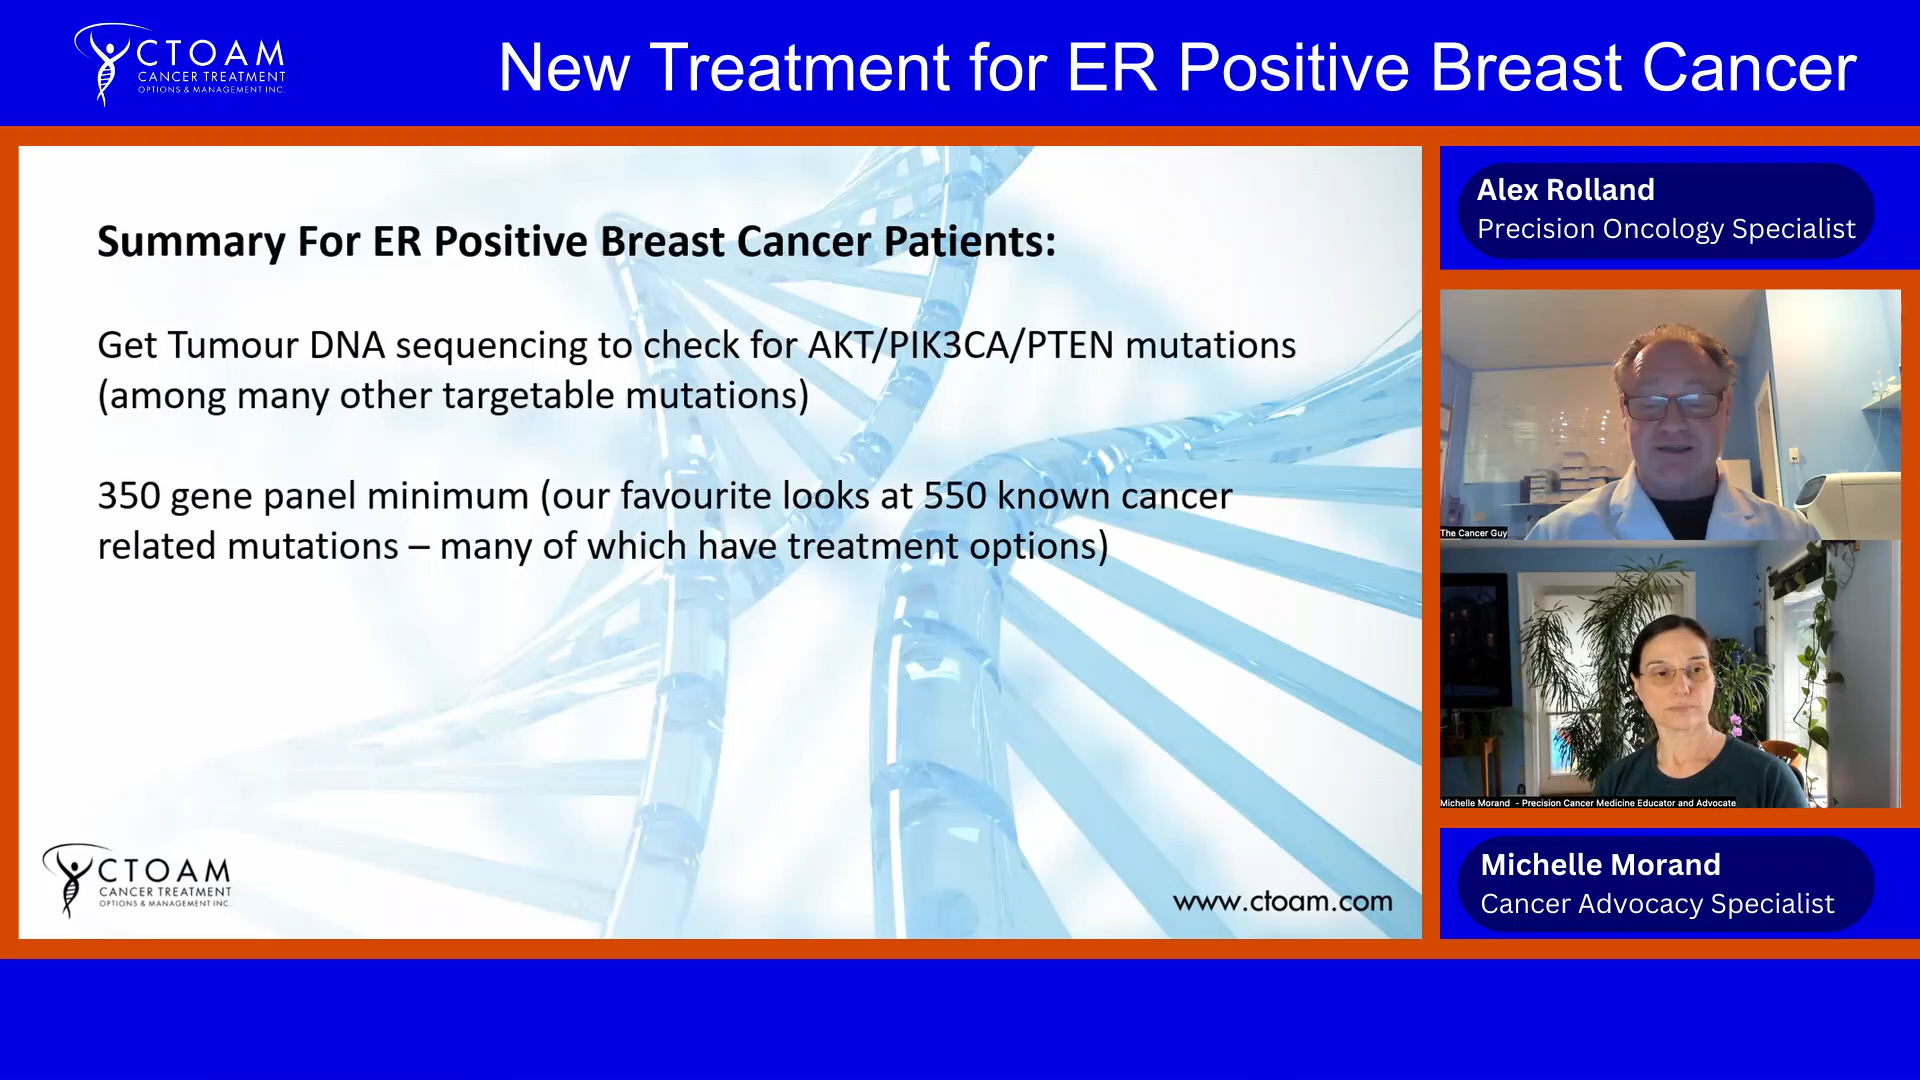 CTOAM
CANCER TREATMENT
OPTIONS & MANAGEMENT INC.
New Treatment for ER Positive Breast Cancer
Summary For ER Positive Breast Cancer Patients:
Get Tumour DNA sequencing to check for AKT/PIK3CA/PTEN mutations
(among many other targetable mutations)
350 gene panel minimum (our favourite looks at 550 known cancer
related mutations – many of which have treatment options)
CTOAM
CANCER TREATMENT
OPTIONS & MANAGEMENT INC.
www.ctoam.com
Alex Rolland
Precision Oncology Specialist
The Cancer Guy
Michelle Morand - Precision Cancer Medicine Educator and Advocate
Michelle Morand
Cancer Advocacy Specialist